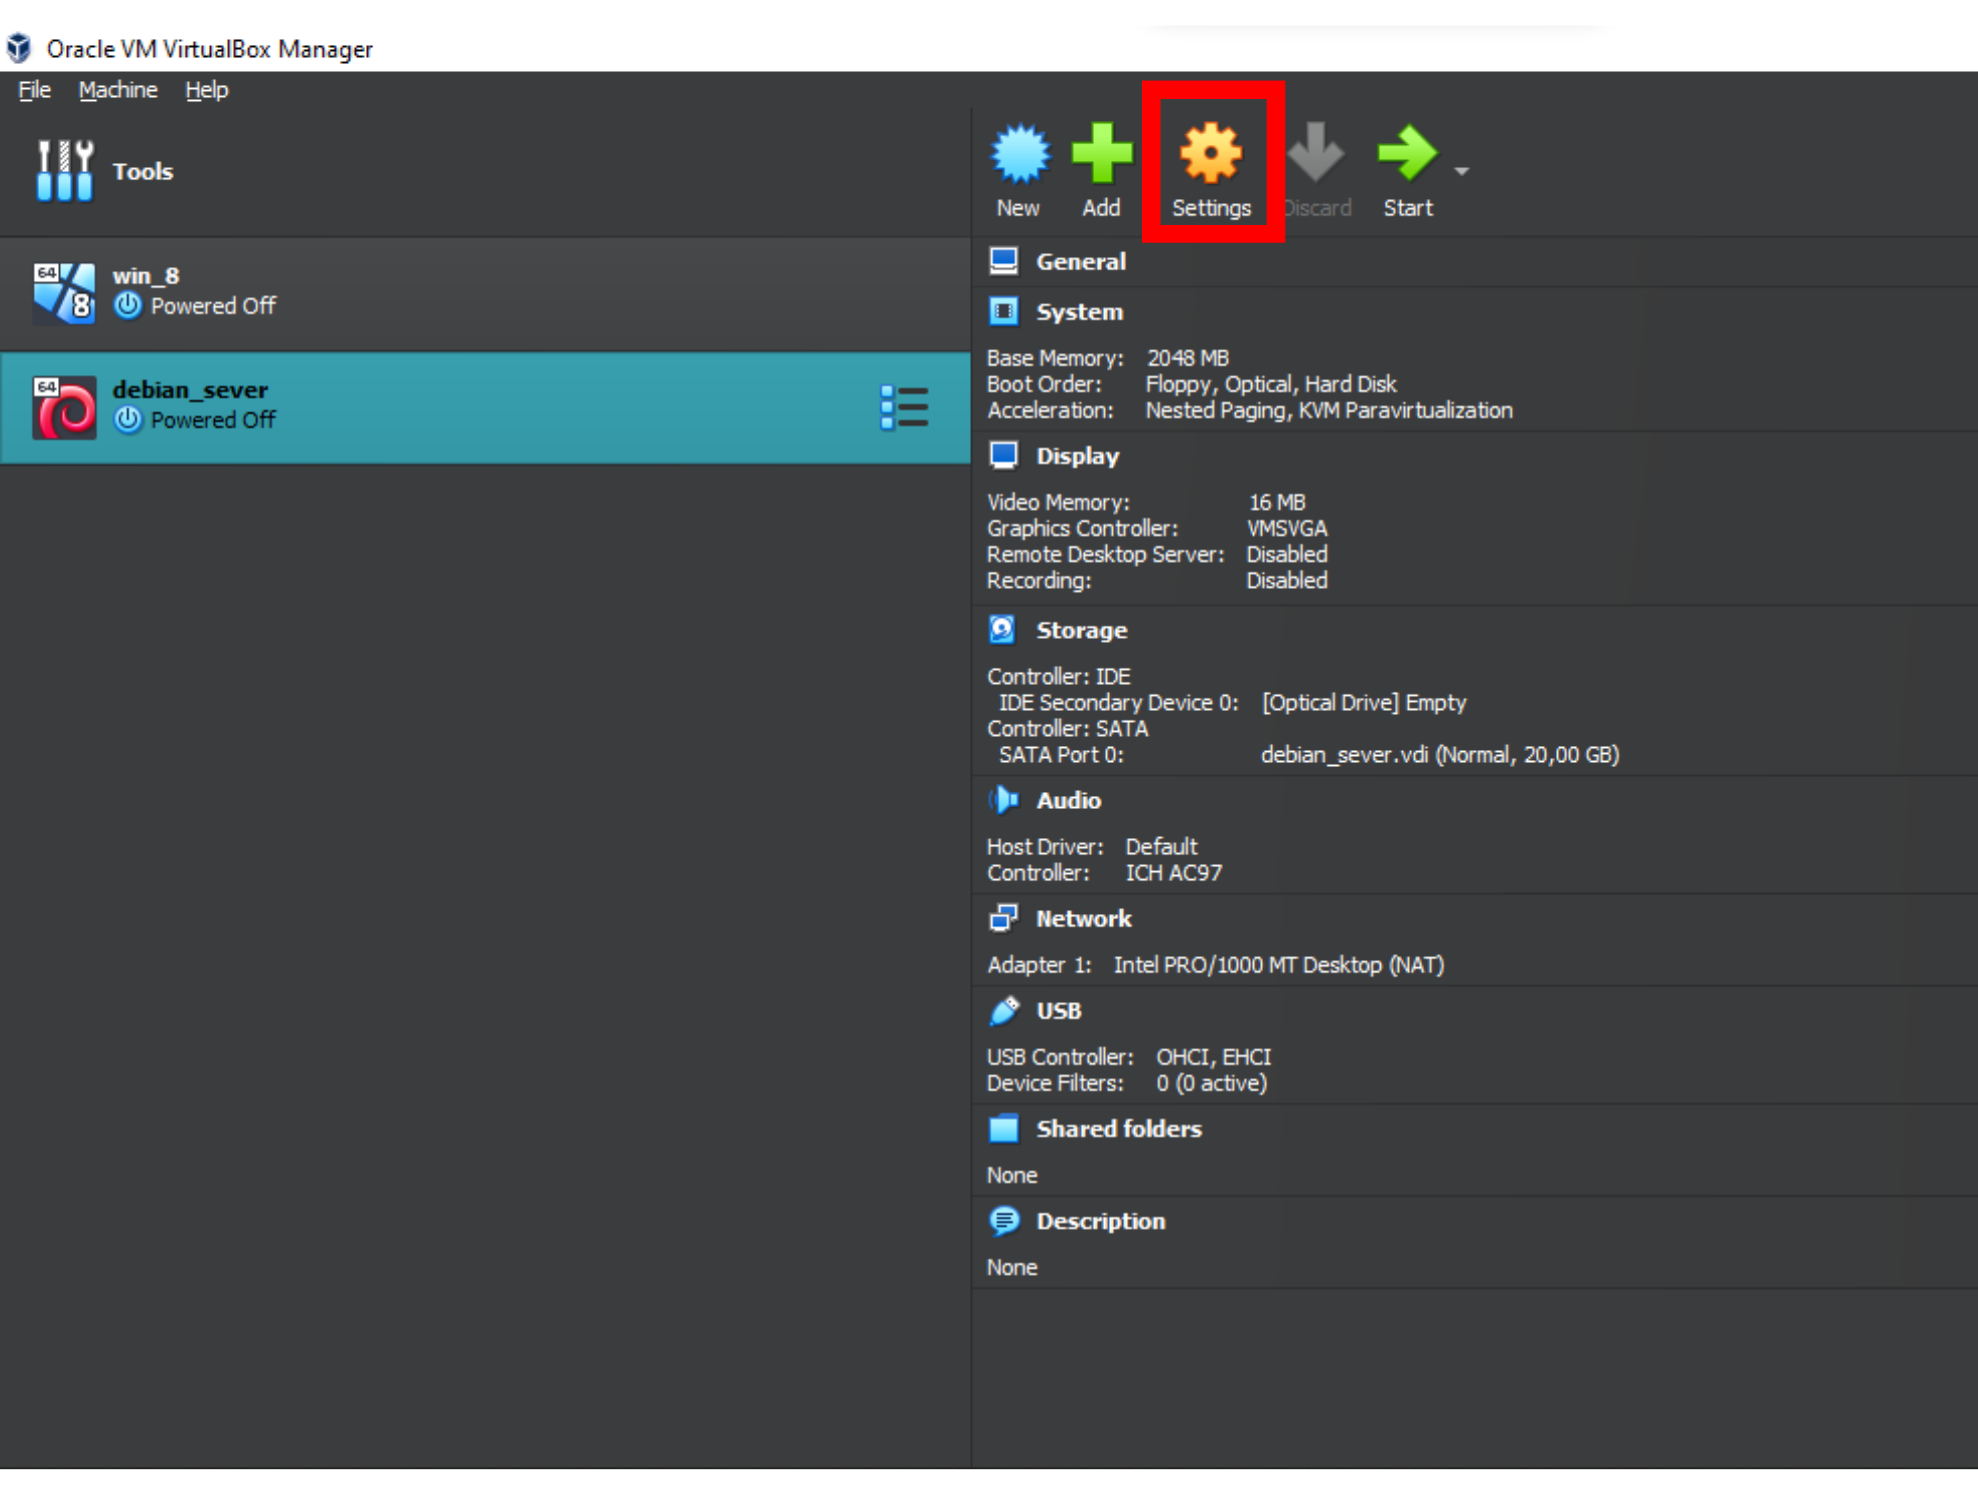 Oracle VM VirtualBox Manager
File Machine Help
Tools
New Add Settings Discard Start
64 win_8
8 Powered Off
64 debian_sever
Powered Off
General
System
Base Memory: 2048 MB
Boot Order: Floppy, Optical, Hard Disk
Acceleration: Nested Paging, KVM Paravirtualization
Display
Video Memory: 16 MB
Graphics Controller: VMSVGA
Remote Desktop Server: Disabled
Recording: Disabled
Storage
Controller: IDE
IDE Secondary Device 0: [Optical Drive] Empty
Controller: SATA
SATA Port 0: debian_sever.vdi (Normal, 20,00 GB)
Audio
Host Driver: Default
Controller: ICH AC97
Network
Adapter 1: Intel PRO/1000 MT Desktop (NAT)
USB
USB Controller: OHCI, EHCI
Device Filters: 0 (0 active)
Shared folders
None
Description
None